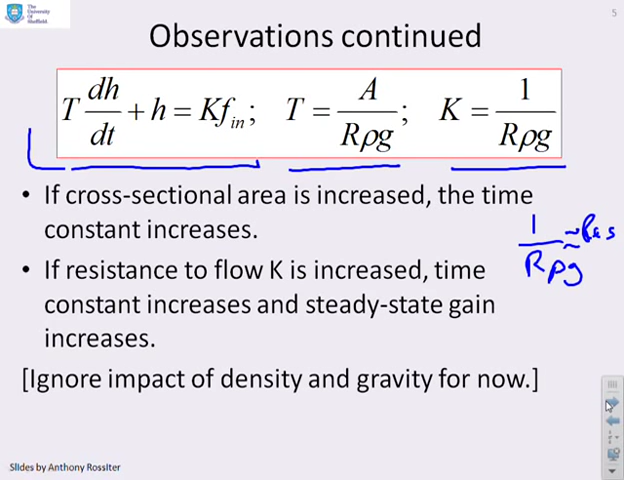 The
University
Of
Sheffield.
5
Observations continued
T dh/dt + h = Kf_in; T = A/Rρg; K = 1/Rρg
• If cross-sectional area is increased, the time
constant increases.
1/Rρg
• If resistance to flow K is increased, time
constant increases and steady-state gain
increases.
[Ignore impact of density and gravity for now.]
Slides by Anthony Rossiter